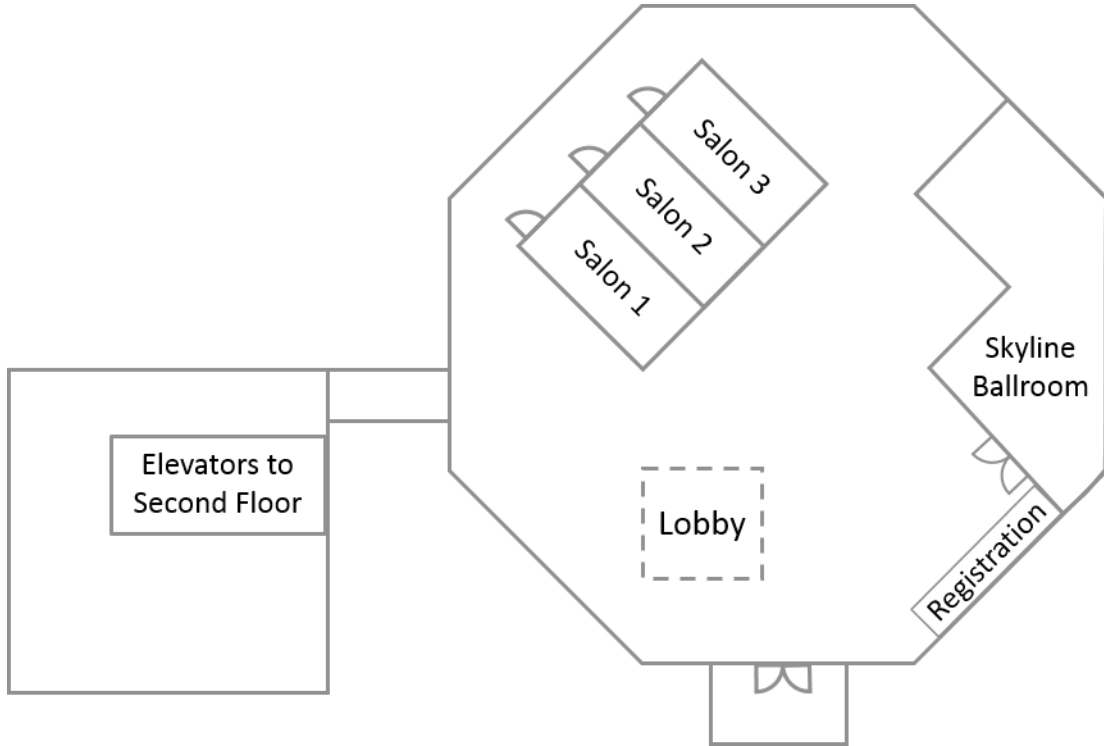 Salon 3
Salon 2
Salon 1
Skyline
Ballroom
Elevators to
Second Floor
Lobby
Registration